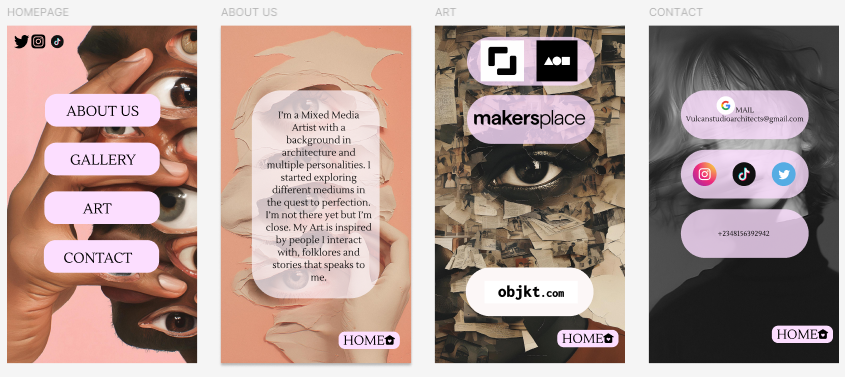 HOMEPAGE
ABOUT US
GALLERY
ART
CONTACT
ABOUT US
I'm a Mixed Media
Artist with a
background in
architecture and
multiple personalities. I
started exploring
different mediums in
the quest to perfection.
I'm not there yet but I'm
close. My Art is inspired
by people I interact
with, folklores and
stories that speaks to
me.
HOME
ART
makersplace
objkt.com
HOME
CONTACT
MAIL
Vulcanstudioarchitects@gmail.com
+2348156392942
HOME